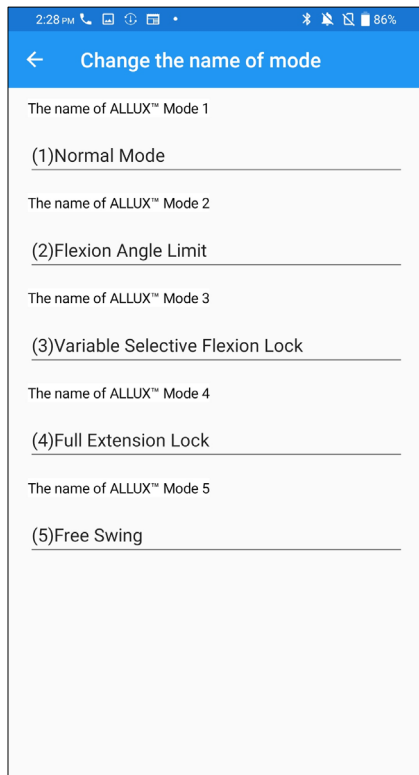 2:28 PM 86%
Change the name of mode
The name of ALLUX™ Mode 1
(1)Normal Mode
The name of ALLUX™ Mode 2
(2)Flexion Angle Limit
The name of ALLUX™ Mode 3
(3)Variable Selective Flexion Lock
The name of ALLUX™ Mode 4
(4)Full Extension Lock
The name of ALLUX™ Mode 5
(5)Free Swing